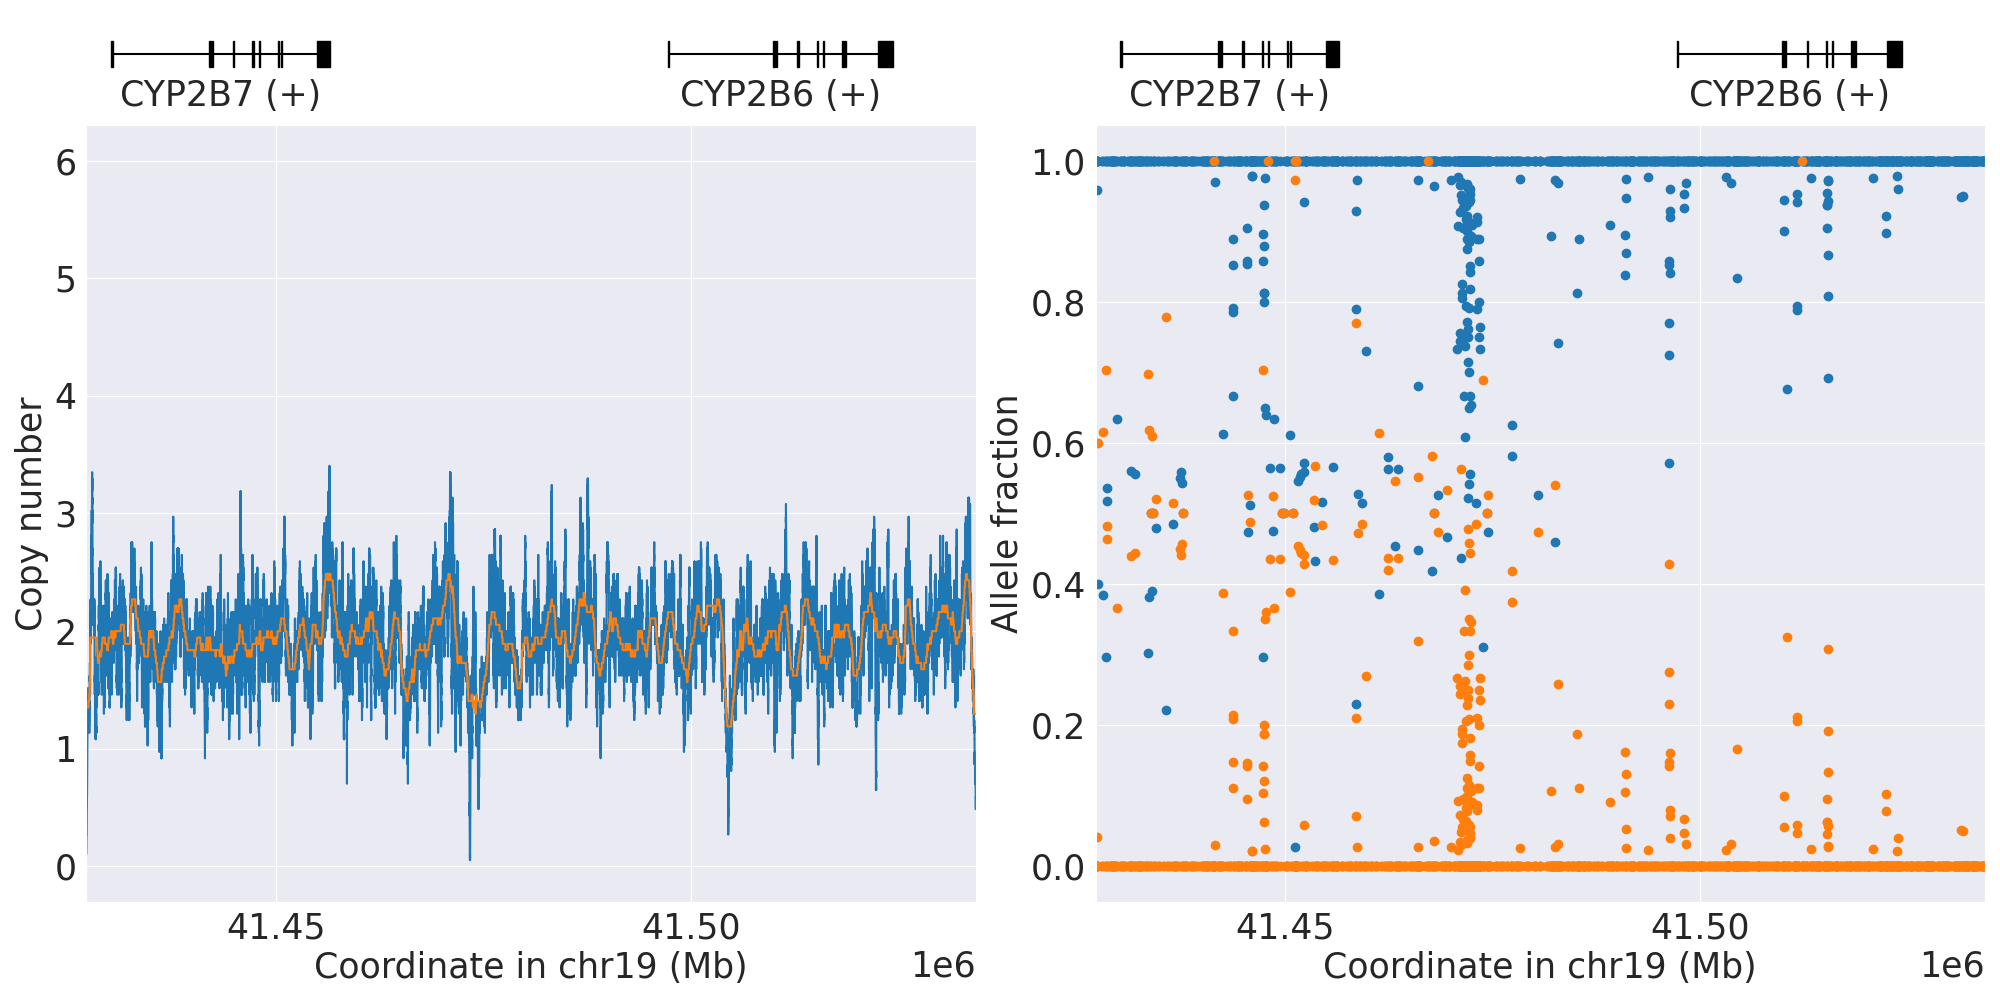 CYP2B7 (+)
CYP2B6 (+)
6
5
4
3
2
1
0
Copy number
41.45
41.50
Coordinate in chr19 (Mb)
1e6
CYP2B7 (+)
CYP2B6 (+)
1.0
0.8
0.6
0.4
0.2
0.0
Allele fraction
41.45
41.50
Coordinate in chr19 (Mb)
1e6